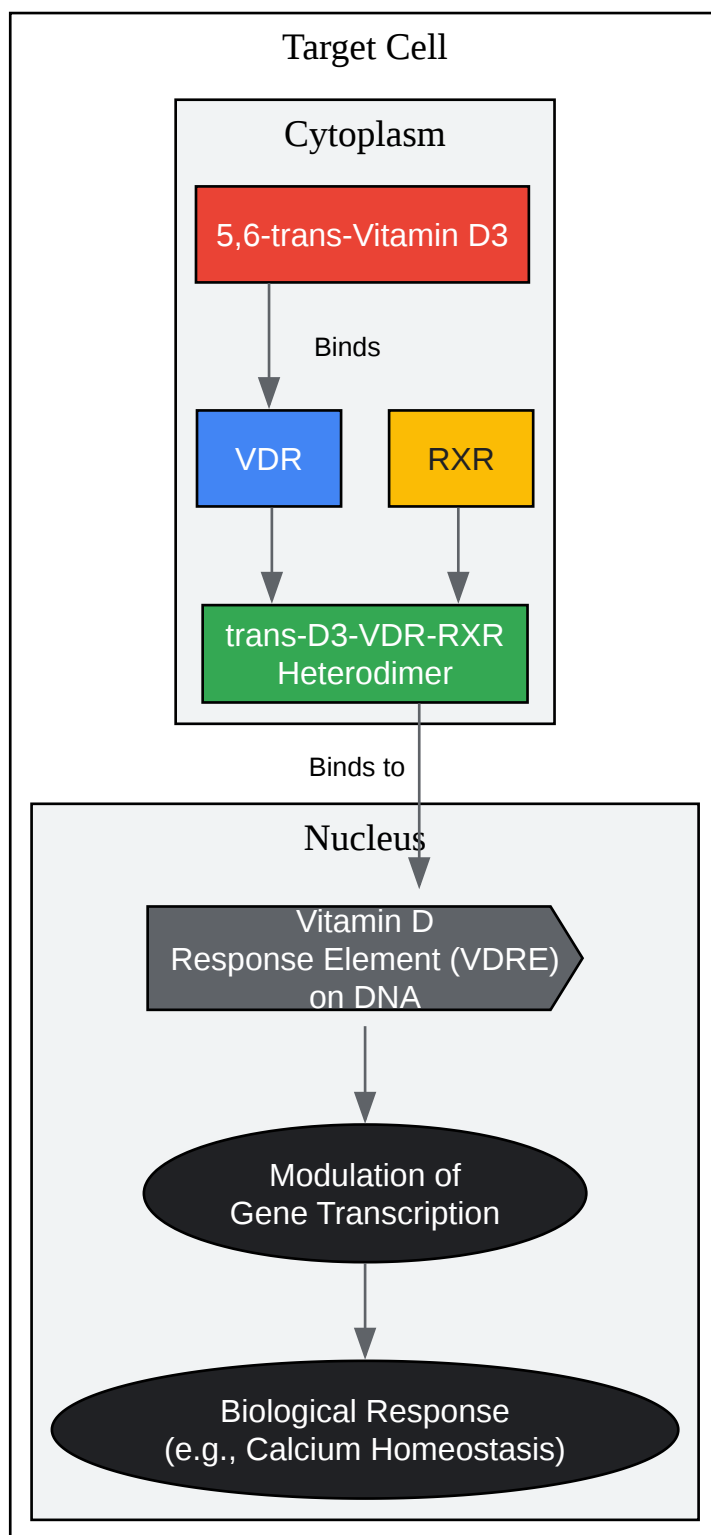 Target Cell
Cytoplasm
5,6-trans-Vitamin D3
Binds
VDR
RXR
trans-D3-VDR-RXR
Heterodimer
Binds to
Nucleus
Vitamin D
Response Element (VDRE)
on DNA
Modulation of
Gene Transcription
Biological Response
(e.g., Calcium Homeostasis)